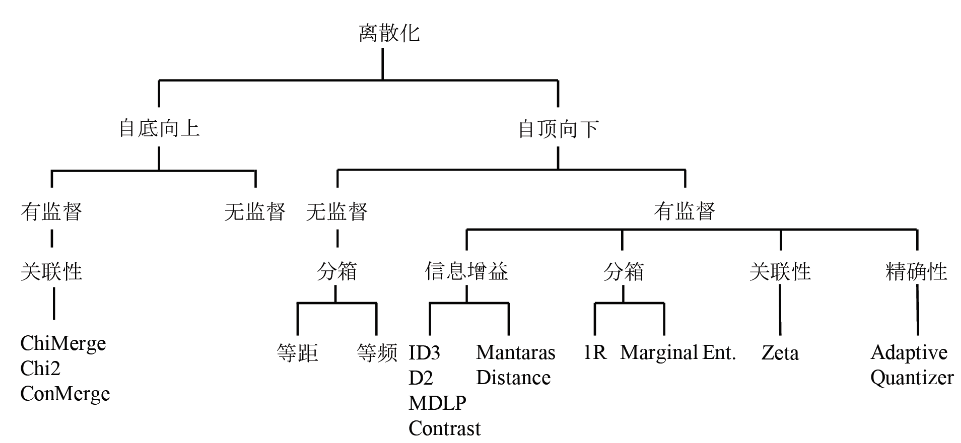 离散化
自底向上 自顶向下
有监督 无监督 无监督 有监督
关联性 分箱 信息增益 分箱 关联性 精确性
ChiMerge
Chi2
ConMerge
等距 等频
ID3
D2
MDLP
Contrast
Mantaras
Distance
1R Marginal Ent. Zeta
Adaptive
Quantizer